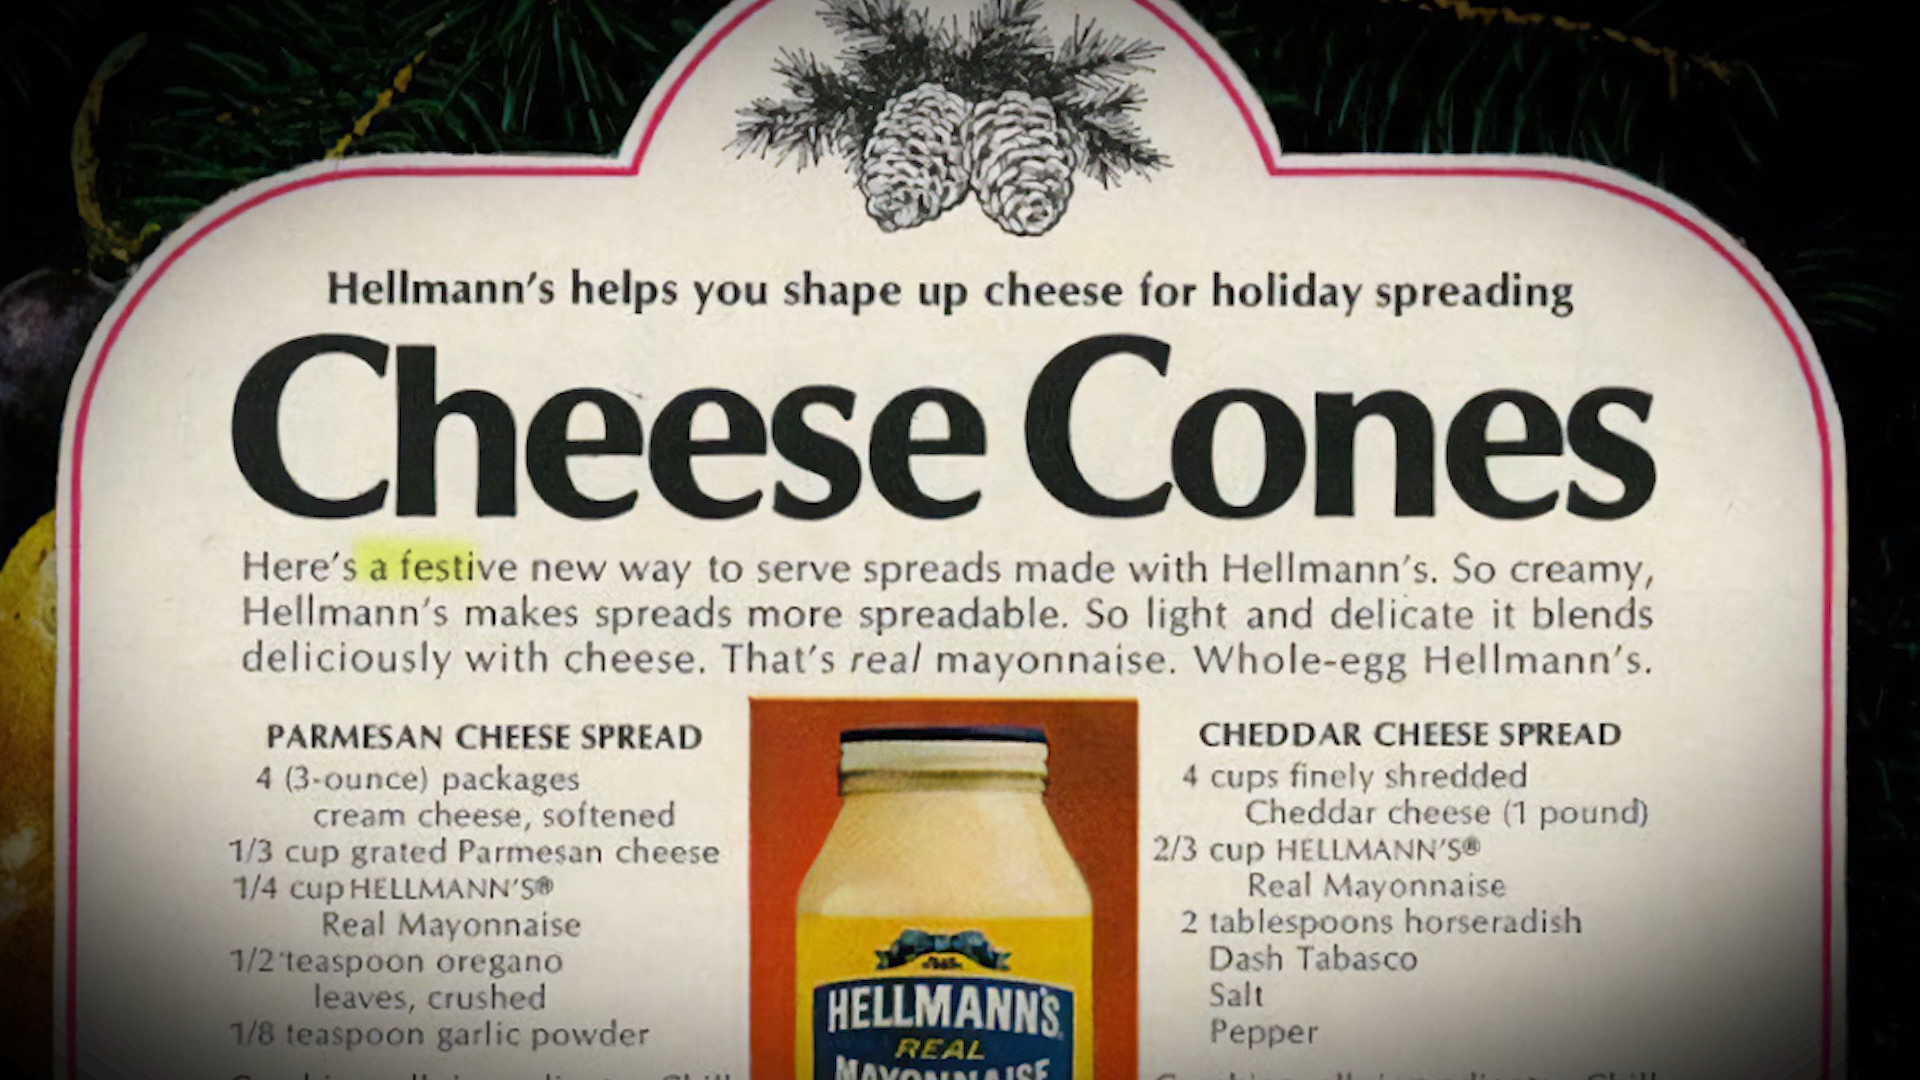 Hellmann's helps you shape up cheese for holiday spreading
Cheese Cones
Here's a festive new way to serve spreads made with Hellmann's. So creamy,
Hellmann's makes spreads more spreadable. So light and delicate it blends
deliciously with cheese. That's real mayonnaise. Whole-egg Hellmann's.
PARMESAN CHEESE SPREAD
4 (3-ounce) packages
cream cheese, softened
1/3 cup grated Parmesan cheese
1/4 cup HELLMANN'S®
Real Mayonnaise
1/2 teaspoon oregano
leaves, crushed
1/8 teaspoon garlic powder
HELLMANN'S
REAL
MAYONNAISE
CHEDDAR CHEESE SPREAD
4 cups finely shredded
Cheddar cheese (1 pound)
2/3 cup HELLMANN'S®
Real Mayonnaise
2 tablespoons horseradish
Dash Tabasco
Salt
Pepper